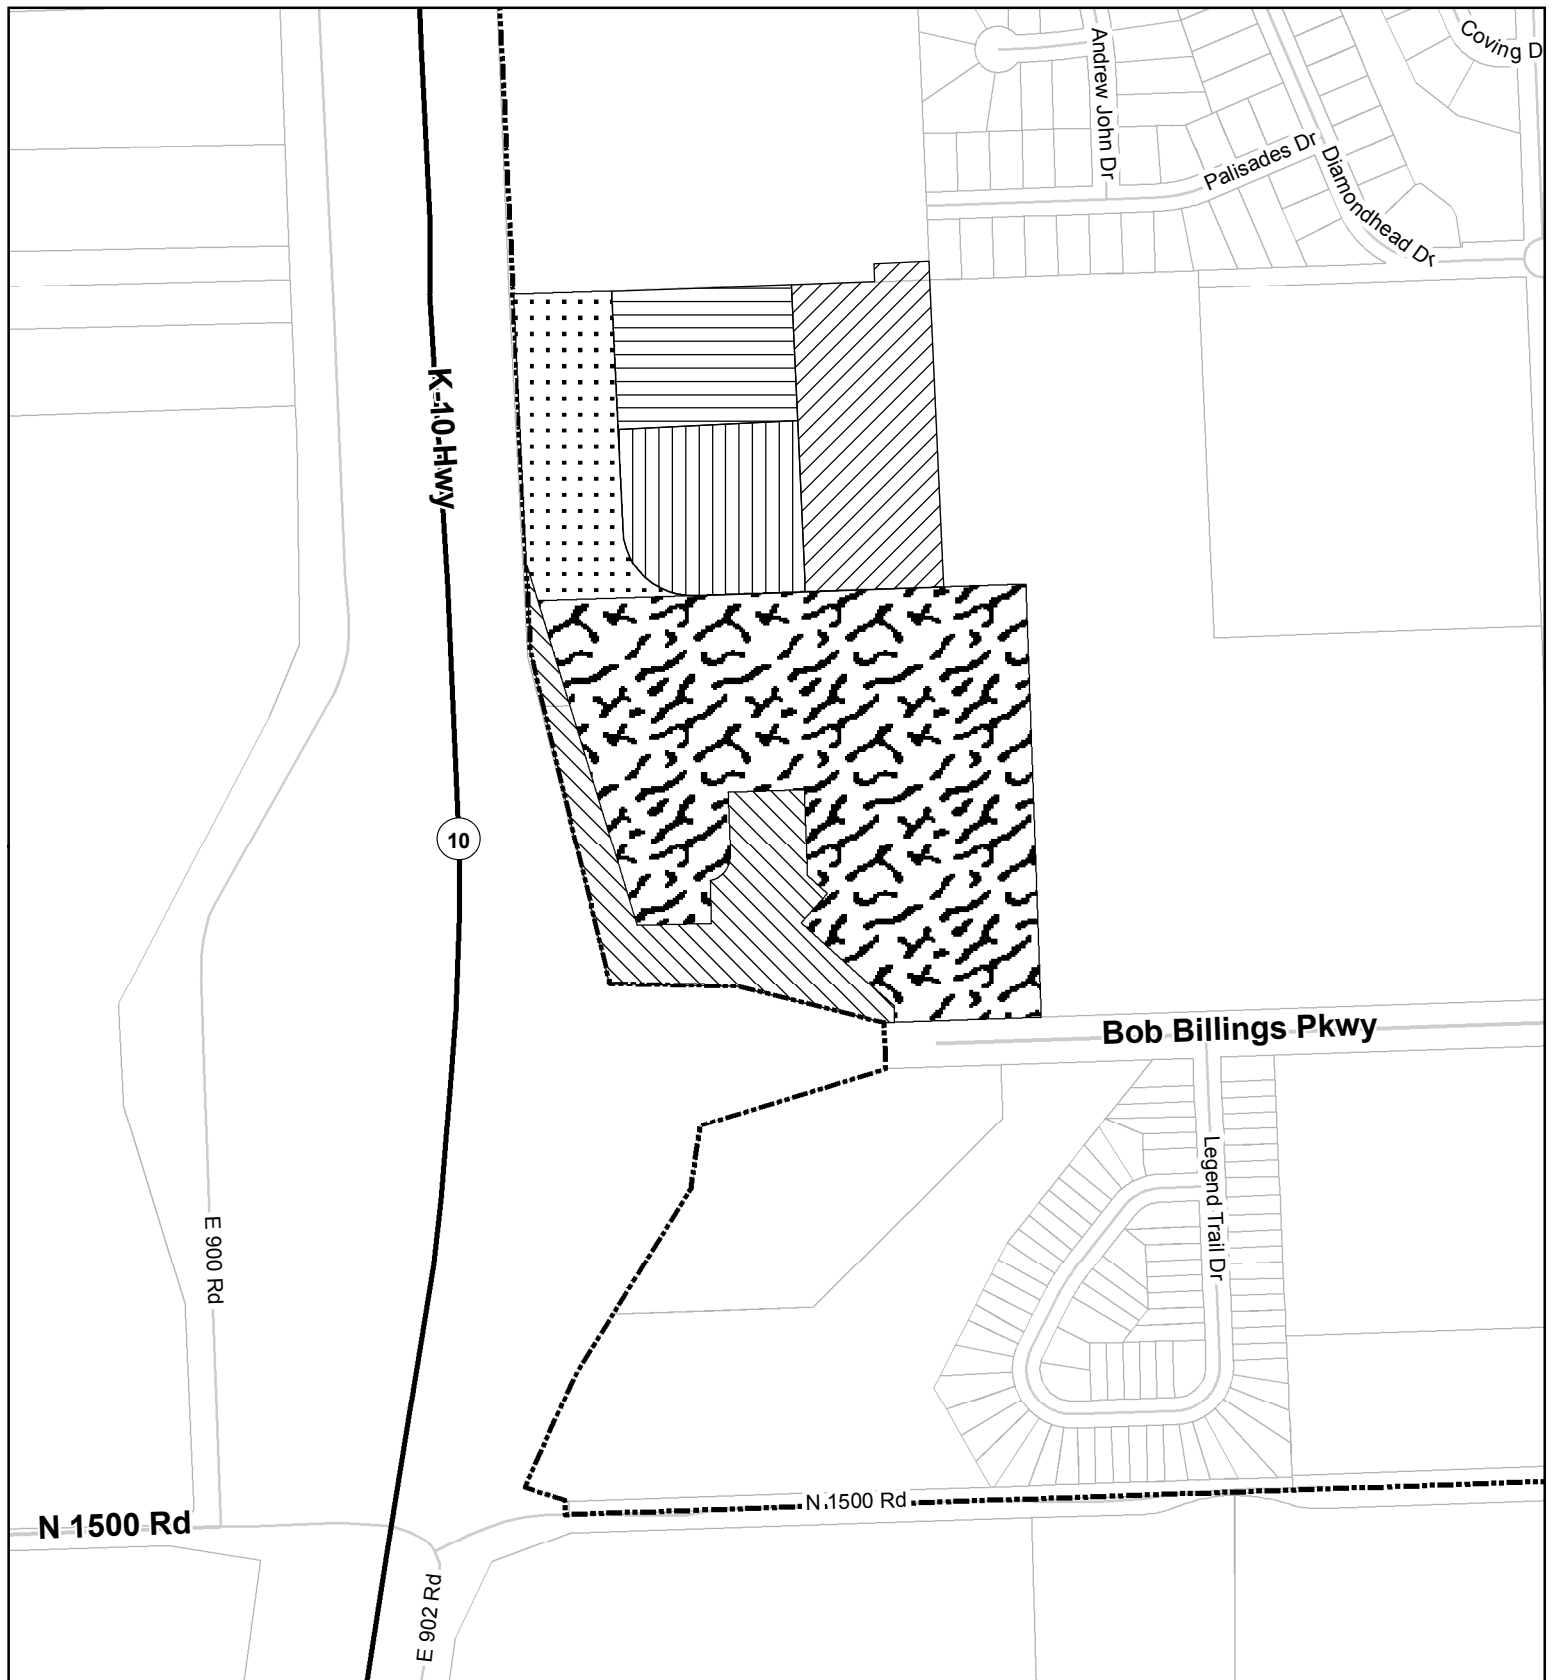 Coving D
Andrew John Dr
Palisades Dr
Diamondhead Dr
K-10-Hwy
10
Bob Billings Pkwy
Legend Trail Dr
E 900 Rd
N 1500 Rd
N 1500 Rd
E 902 Rd